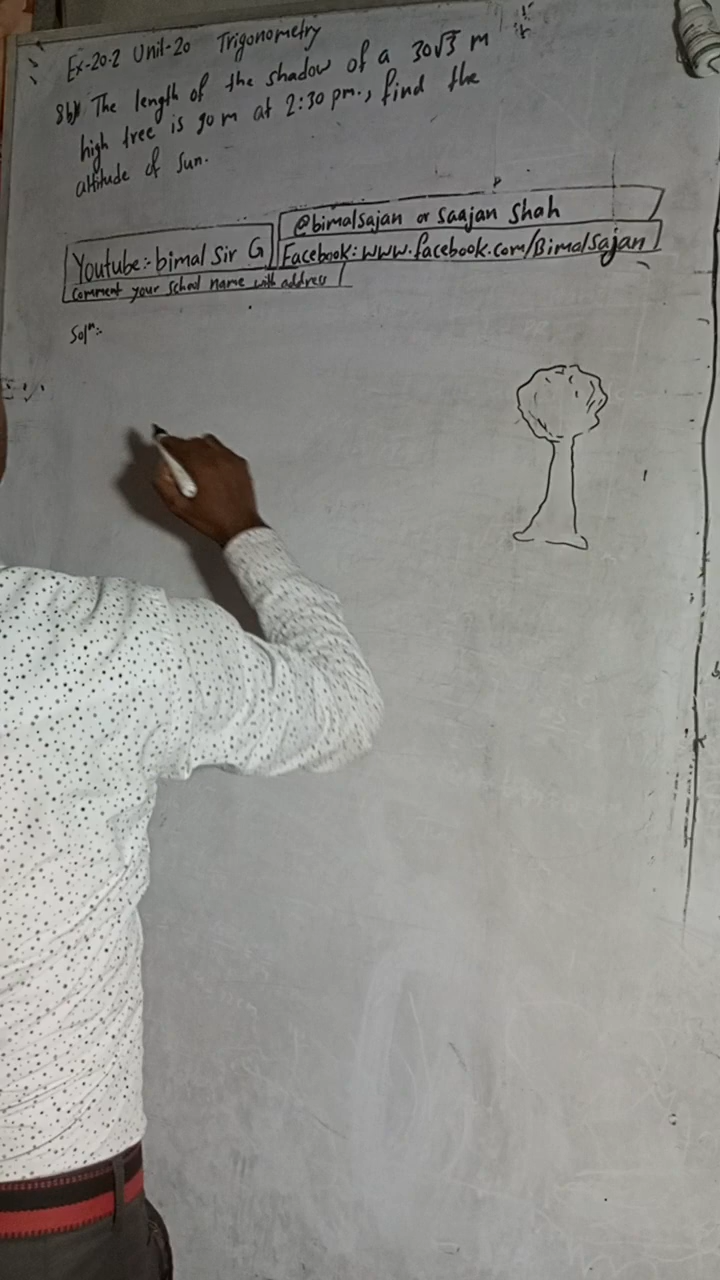 Ex-20.2 Unit-20 Trigonometry
8b) The length of the shadow of a 30√3 m
high tree is 90 m at 2:30 pm., find the
altitude of sun.
@bimalsajan or Saajan Shah
Youtube:- bimal Sir G
Facebook: www.facebook.com/Bimalsajan
Comment your school name with address
Solⁿ:-